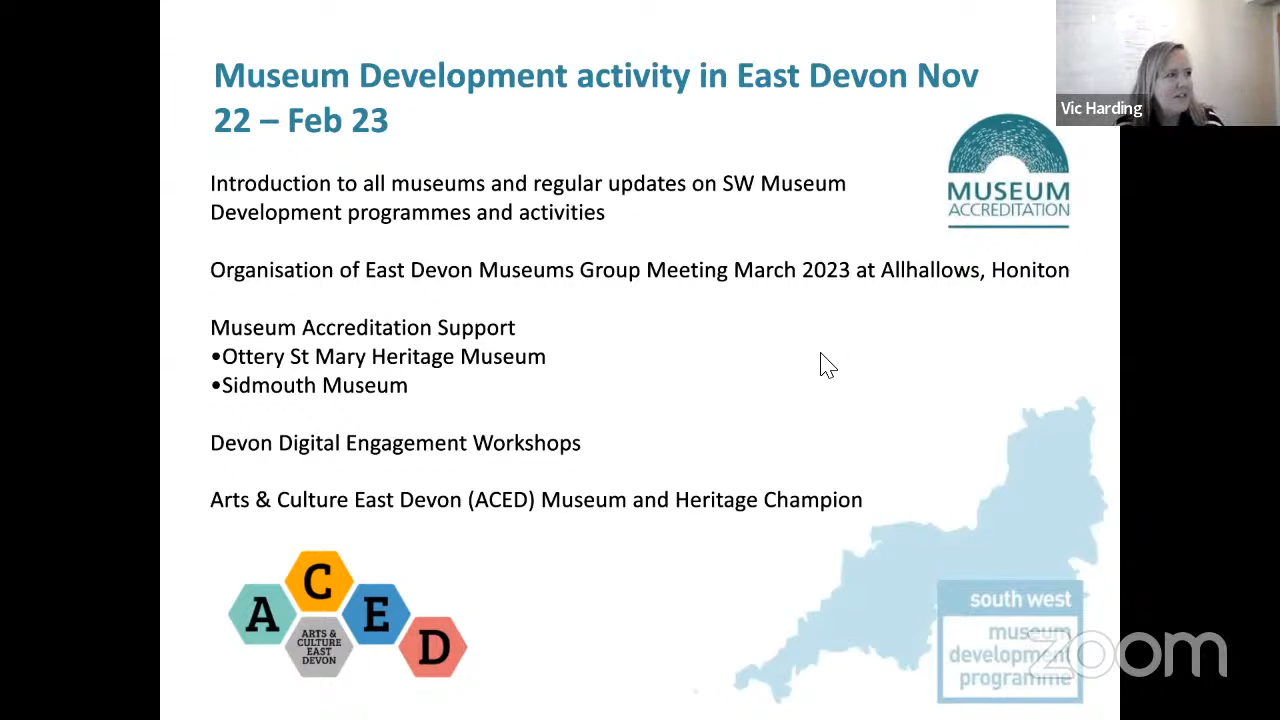 Museum Development activity in East Devon Nov
22 – Feb 23
Vic Harding
MUSEUM
ACCREDITATION
Introduction to all museums and regular updates on SW Museum
Development programmes and activities
Organisation of East Devon Museums Group Meeting March 2023 at Allhallows, Honiton
Museum Accreditation Support
•Ottery St Mary Heritage Museum
•Sidmouth Museum
Devon Digital Engagement Workshops
Arts & Culture East Devon (ACED) Museum and Heritage Champion
A
C
E
D
ARTS &
CULTURE
EAST
DEVON
south west
museum
development
programme
zoom